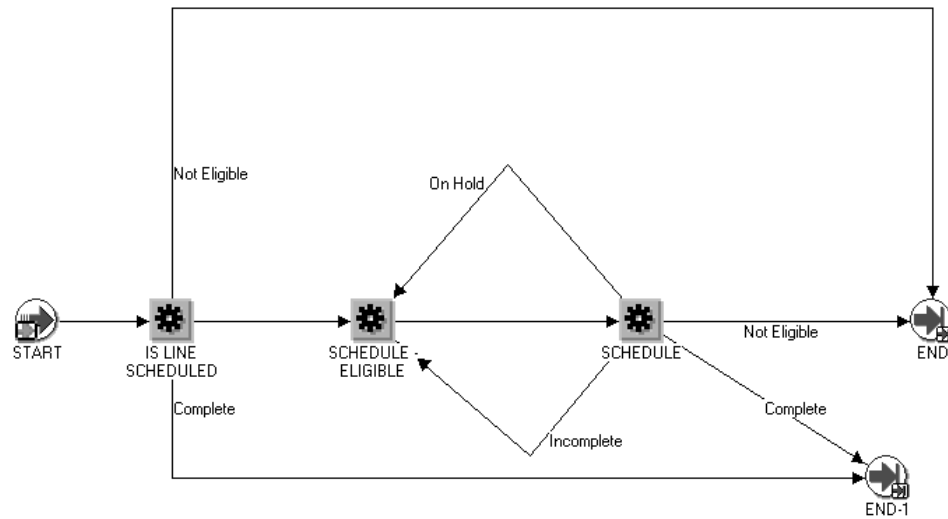 Not Eligible
On Hold
START
IS LINE
SCHEDULED
SCHEDULE -
ELIGIBLE
SCHEDULE
Not Eligible
END
Complete
Incomplete
Complete
END-1